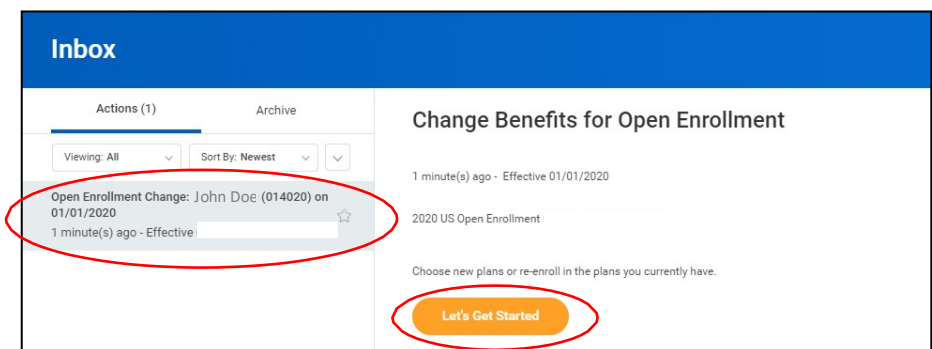 Inbox
Actions (1)
Archive
Viewing: All
Sort By: Newest
Open Enrollment Change: John Doe (014020) on
01/01/2020
1 minute(s) ago - Effective
Change Benefits for Open Enrollment
1 minute(s) ago - Effective 01/01/2020
2020 US Open Enrollment
Choose new plans or re-enroll in the plans you currently have.
Let's Get Started